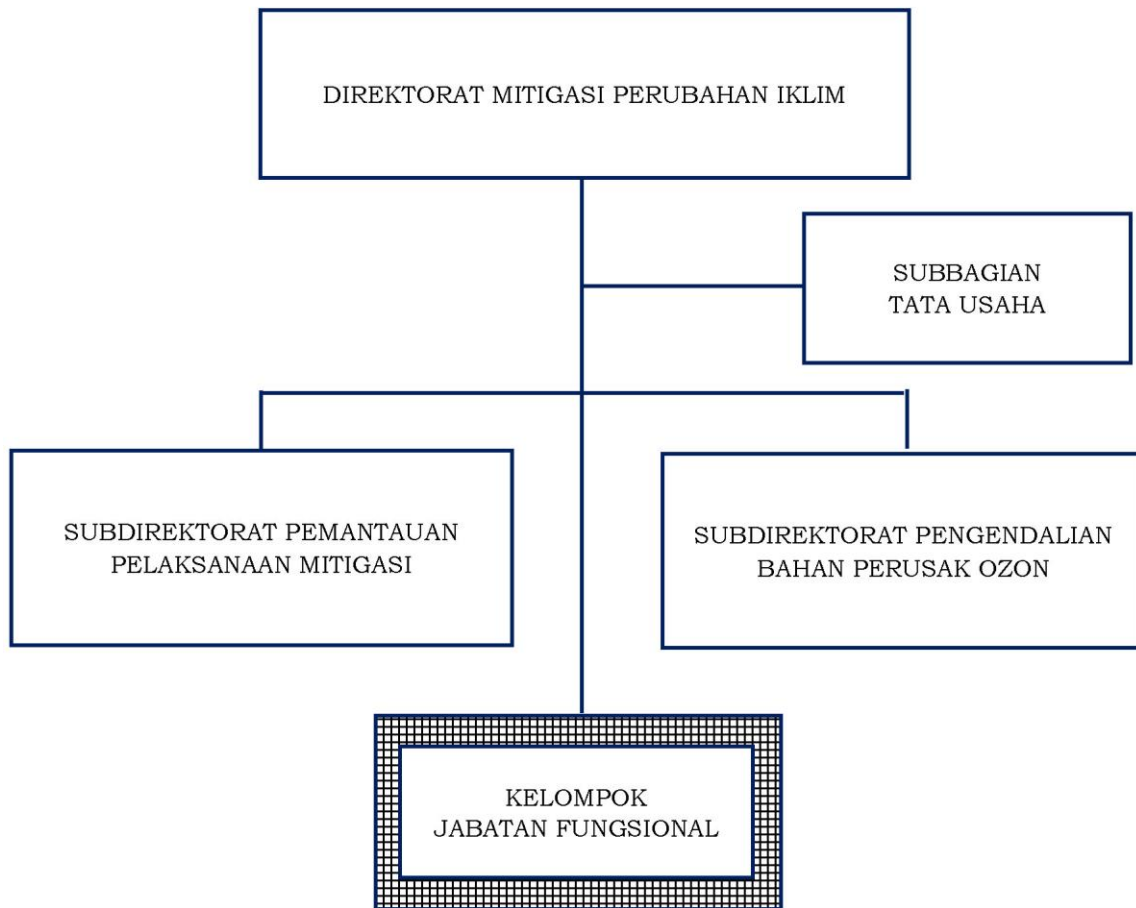 DIREKTORAT MITIGASI PERUBAHAN IKLIM
SUBBAGIAN
TATA USAHA
SUBDIREKTORAT PEMANTAUAN
PELAKSANAAN MITIGASI
SUBDIREKTORAT PENGENDALIAN
BAHAN PERUSAK OZON
KELOMPOK
JABATAN FUNGSIONAL